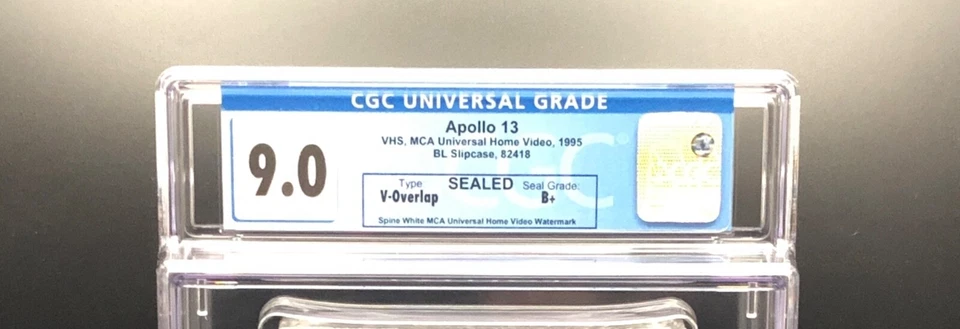 CGC UNIVERSAL GRADE
9.0
Apollo 13
VHS, MCA Universal Home Video, 1995
BL Slipcase, 82418
Type SEALED Seal Grade:
V-Overlap B+
Spine White MCA Universal Home Video Watermark
CGC